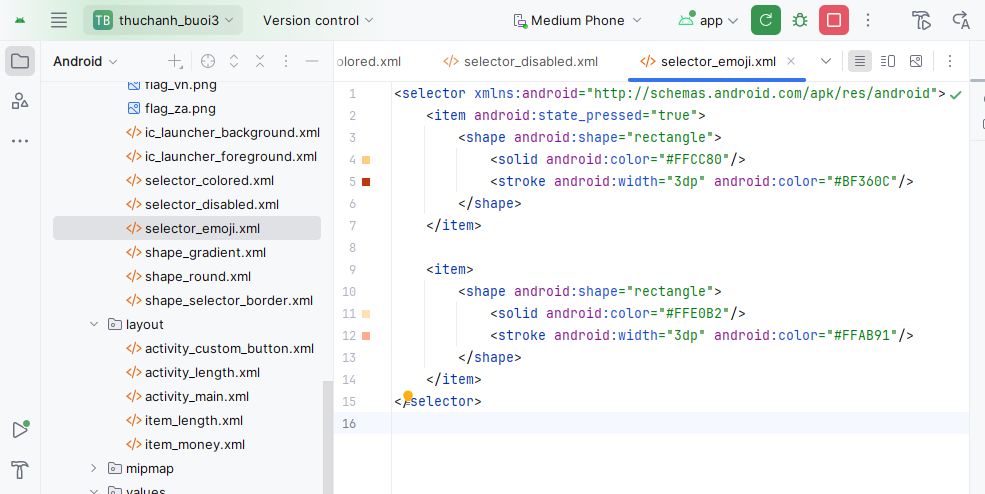 TB thuchanh_buoi3 Version control Medium Phone app
Android
olored.xml selector_disabled.xml selector_emoji.xml
flag_vn.png
flag_za.png
ic_launcher_background.xml
ic_launcher_foreground.xml
selector_colored.xml
selector_disabled.xml
selector_emoji.xml
shape_gradient.xml
shape_round.xml
shape_selector_border.xml
layout
activity_custom_button.xml
activity_length.xml
activity_main.xml
item_length.xml
item_money.xml
mipmap
values
1 <selector xmlns:android="http://schemas.android.com/apk/res/android">
2 <item android:state_pressed="true">
3 <shape android:shape="rectangle">
4 <solid android:color="#FFCC80"/>
5 <stroke android:width="3dp" android:color="#BF360C"/>
6 </shape>
7 </item>
8
9 <item>
10 <shape android:shape="rectangle">
11 <solid android:color="#FFE0B2"/>
12 <stroke android:width="3dp" android:color="#FFAB91"/>
13 </shape>
14 </item>
15 </selector>
16